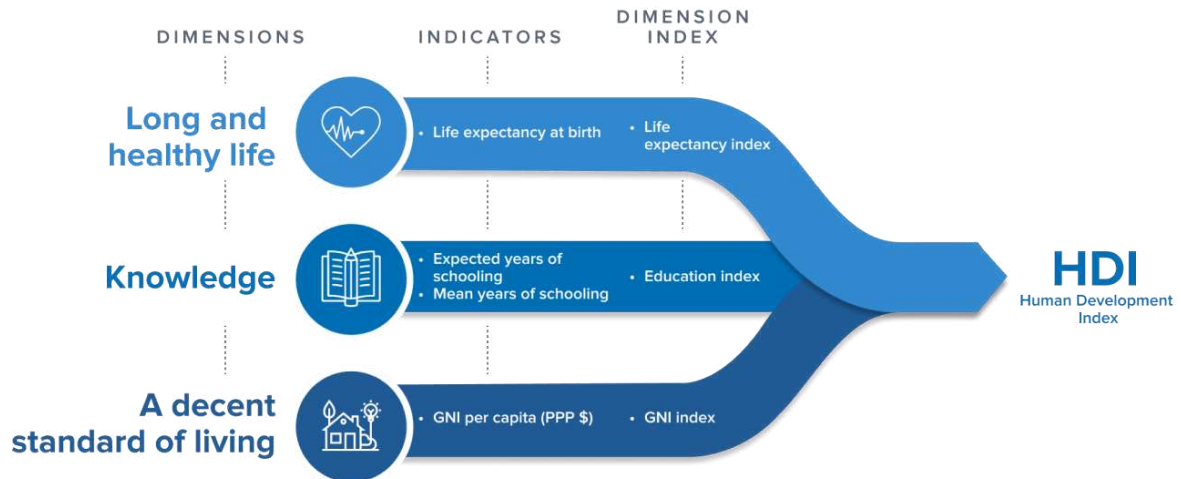 DIMENSIONS
INDICATORS
DIMENSION
INDEX
Long and
healthy life
• Life expectancy at birth
• Life
expectancy index
Knowledge
• Expected years of
schooling
• Mean years of schooling
• Education index
A decent
standard of living
• GNI per capita (PPP $)
• GNI index
HDI
Human Development
Index